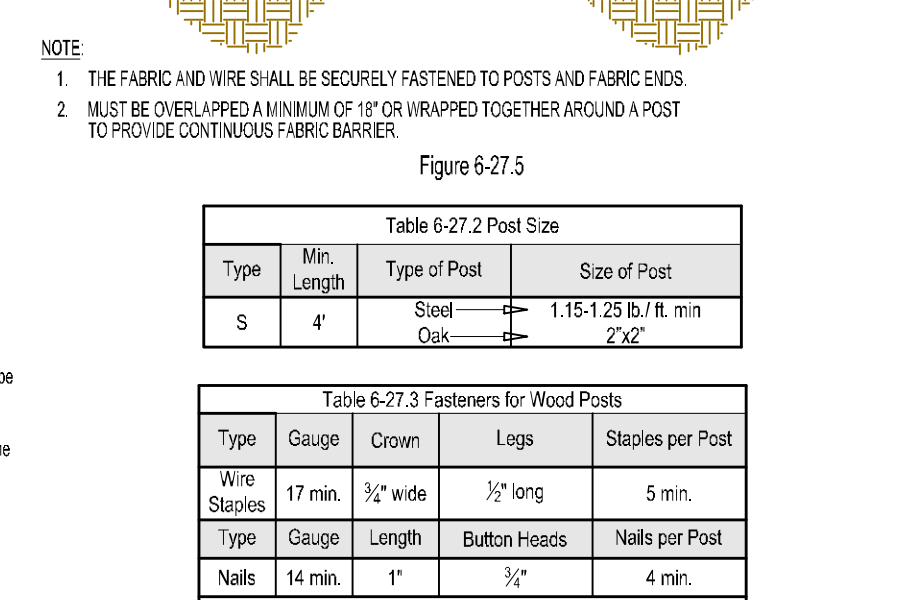 NOTE:
1. THE FABRIC AND WIRE SHALL BE SECURELY FASTENED TO POSTS AND FABRIC ENDS.
2. MUST BE OVERLAPPED A MINIMUM OF 18" OR WRAPPED TOGETHER AROUND A POST
TO PROVIDE CONTINUOUS FABRIC BARRIER.
Figure 6-27.5
Table 6-27.2 Post Size
Type Min. Length Type of Post Size of Post
S 4' Steel 1.15-1.25 lb./ ft. min
Oak 2"x2"
Table 6-27.3 Fasteners for Wood Posts
Type Gauge Crown Legs Staples per Post
Wire Staples 17 min. 3/4" wide 1/2" long 5 min.
Type Gauge Length Button Heads Nails per Post
Nails 14 min. 1" 3/4" 4 min.